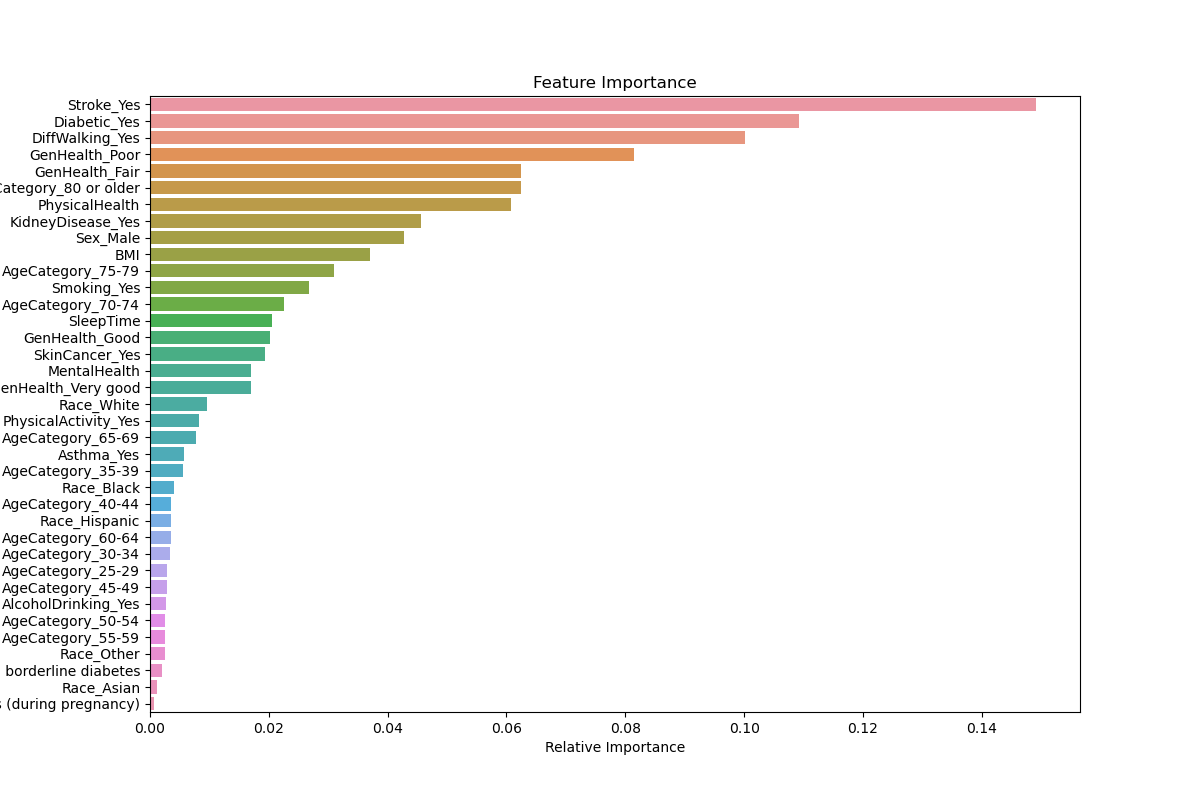 Feature Importance
Stroke_Yes
Diabetic_Yes
DiffWalking_Yes
GenHealth_Poor
GenHealth_Fair
Category_80 or older
PhysicalHealth
KidneyDisease_Yes
Sex_Male
BMI
AgeCategory_75-79
Smoking_Yes
AgeCategory_70-74
SleepTime
GenHealth_Good
SkinCancer_Yes
MentalHealth
enHealth_Very good
Race_White
PhysicalActivity_Yes
AgeCategory_65-69
Asthma_Yes
AgeCategory_35-39
Race_Black
AgeCategory_40-44
Race_Hispanic
AgeCategory_60-64
AgeCategory_30-34
AgeCategory_25-29
AgeCategory_45-49
AlcoholDrinking_Yes
AgeCategory_50-54
AgeCategory_55-59
Race_Other
borderline diabetes
Race_Asian
s (during pregnancy)
0.00 0.02 0.04 0.06 0.08 0.10 0.12 0.14
Relative Importance